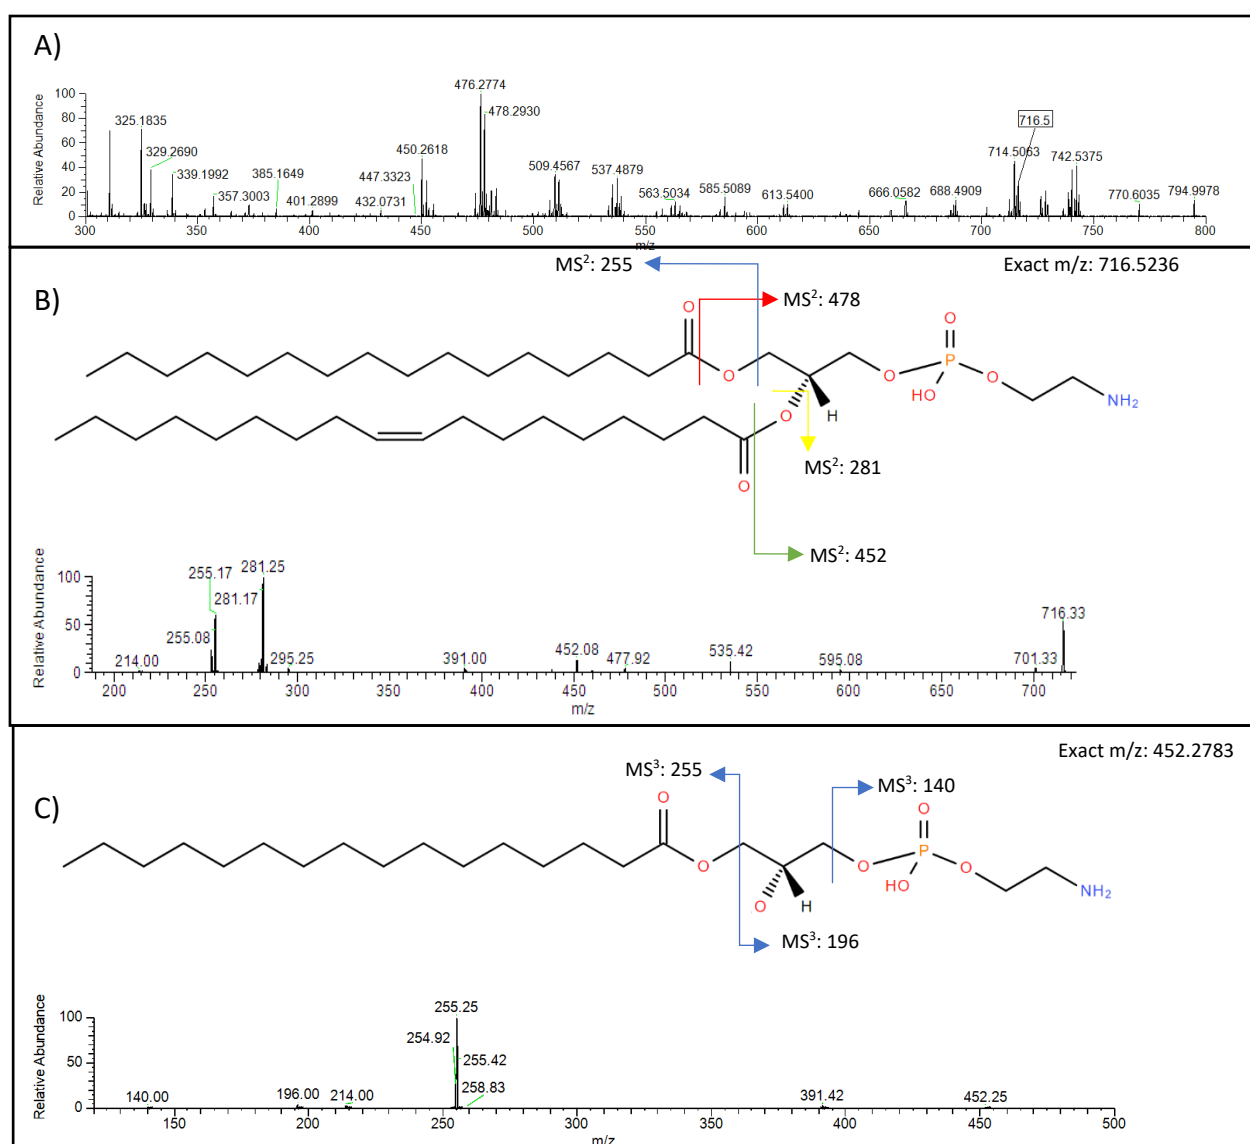 A)
Relative Abundance
100
80
60
40
20
0
325.1835
329.2690
339.1992
357.3003
385.1649
401.2899
432.0731
447.3323
450.2618
476.2774
478.2930
509.4567
537.4879
563.5034
585.5089
613.5400
666.0582
688.4909
714.5063
716.5
742.5375
770.6035
794.9978
300 350 400 450 500 550 600 650 700 750 800
m/z
B)
Exact m/z: 716.5236
MS²: 255
MS²: 478
O
O
O
O
P
HO
O
NH₂
H
O
O
MS²: 281
MS²: 452
Relative Abundance
100
50
0
214.00
255.08
255.17
281.17
281.25
295.25
391.00
452.08
477.92
535.42
595.08
701.33
716.33
200 250 300 350 400 450 500 550 600 650 700
m/z
C)
Exact m/z: 452.2783
MS³: 255
MS³: 140
O
O
O
O
P
HO
O
NH₂
O
H
MS³: 196
Relative Abundance
100
50
0
140.00
196.00
214.00
254.92
255.25
255.42
258.83
391.42
452.25
150 200 250 300 350 400 450 500
m/z